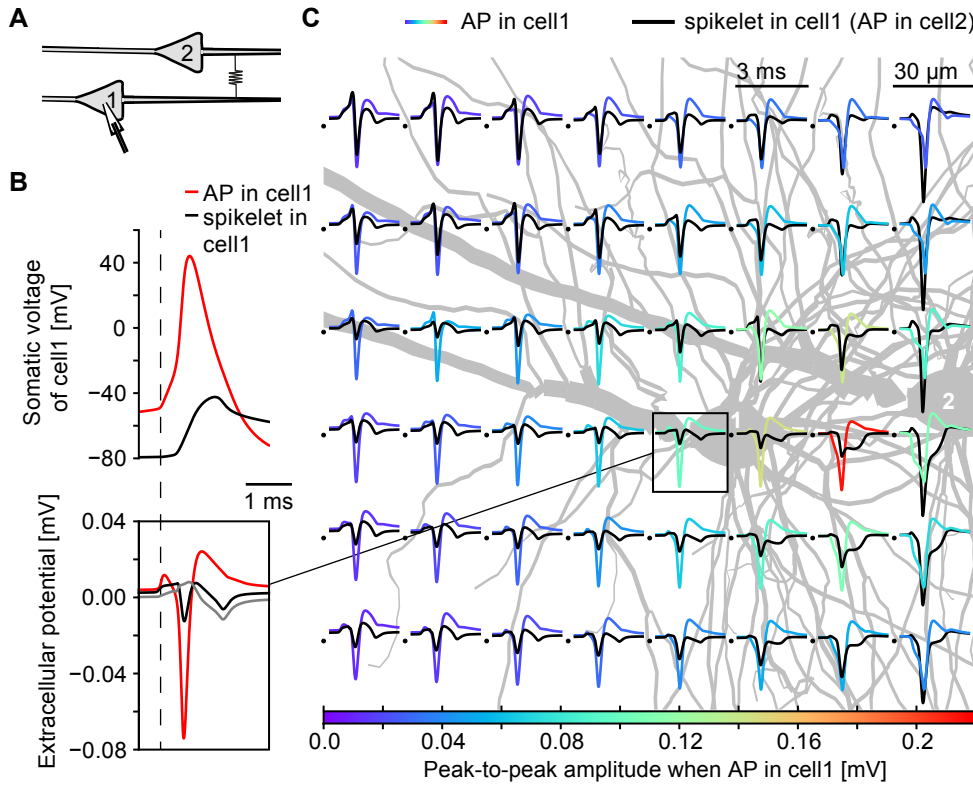 A
2
1
B
AP in cell1
spikelet in
cell1
Somatic voltage
of cell1 [mV]
40
0
−40
−80
1 ms
Extracellular potential [mV]
0.04
0.00
−0.04
−0.08
C
AP in cell1
spikelet in cell1 (AP in cell2)
3 ms
30 µm
2
0.0
0.04
0.08
0.12
0.16
0.2
Peak-to-peak amplitude when AP in cell1 [mV]